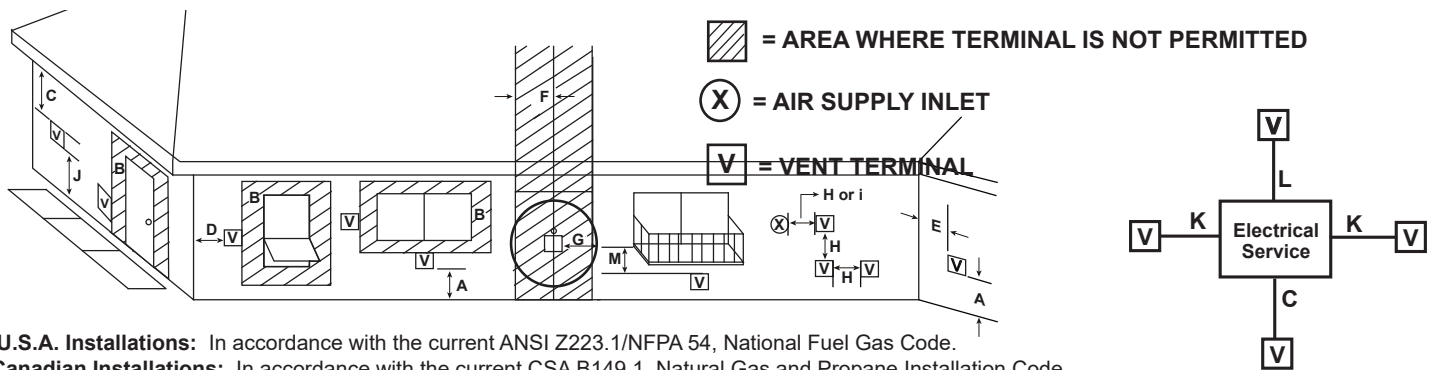 = AREA WHERE TERMINAL IS NOT PERMITTED
X = AIR SUPPLY INLET
V = VENT TERMINAL
C
V
J
V
B
D
V
B
V
B
V
A
F
G
M
V
H or i
X
V
H
V
H
V
E
V
A
V
L
V
K
Electrical
Service
K
V
C
V
U.S.A. Installations: In accordance with the current ANSI Z223.1/NFPA 54, National Fuel Gas Code.
Canadian Installations: In accordance with the current CSA B149.1, Natural Gas and Propane Installation Code